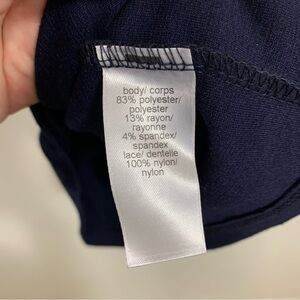 body/ corps
83% polyester/
polyester
13% rayon/
rayonne
4% spandex/
spandex
lace/ dentelle
100% nylon/
nylon